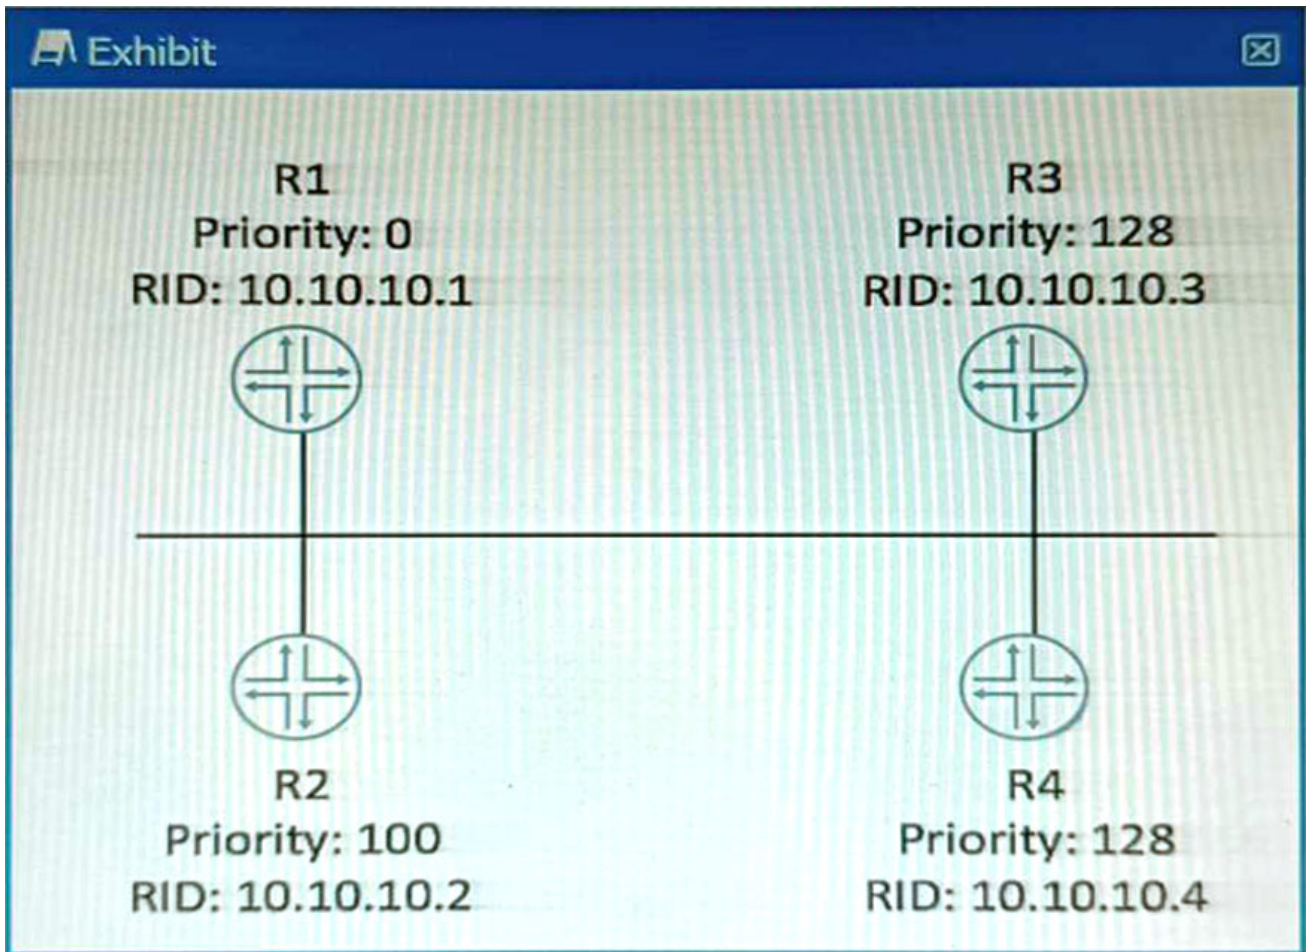 Exhibit
R1
Priority: 0
RID: 10.10.10.1
R3
Priority: 128
RID: 10.10.10.3
R2
Priority: 100
RID: 10.10.10.2
R4
Priority: 128
RID: 10.10.10.4